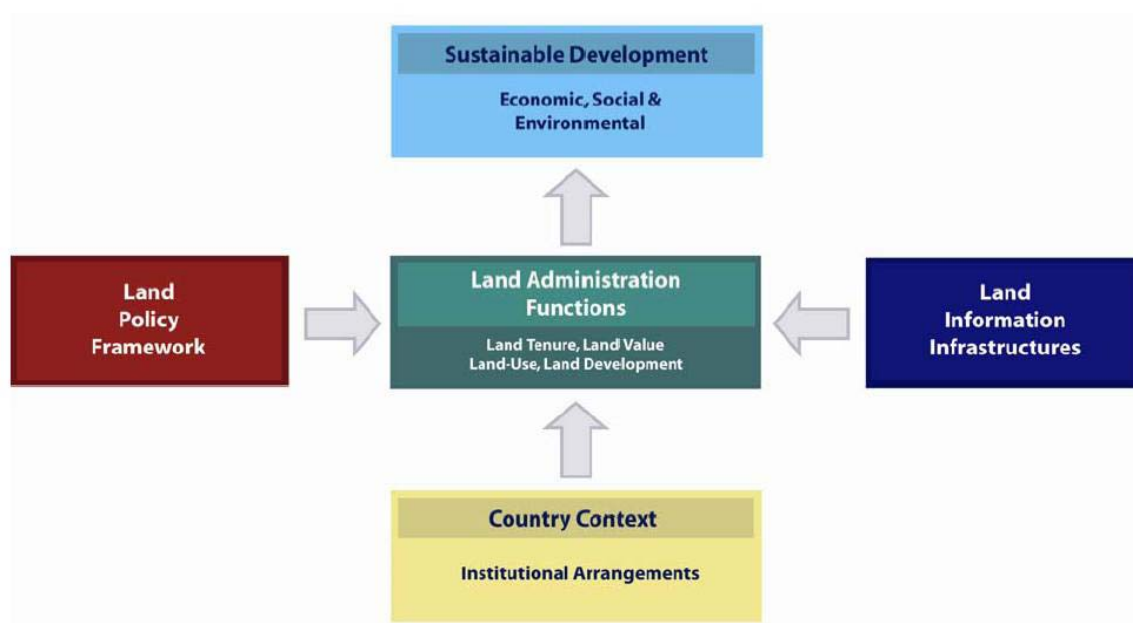 Sustainable Development
Economic, Social &
Environmental
Land
Policy
Framework
Land Administration
Functions
Land Tenure, Land Value
Land-Use, Land Development
Land
Information
Infrastructures
Country Context
Institutional Arrangements